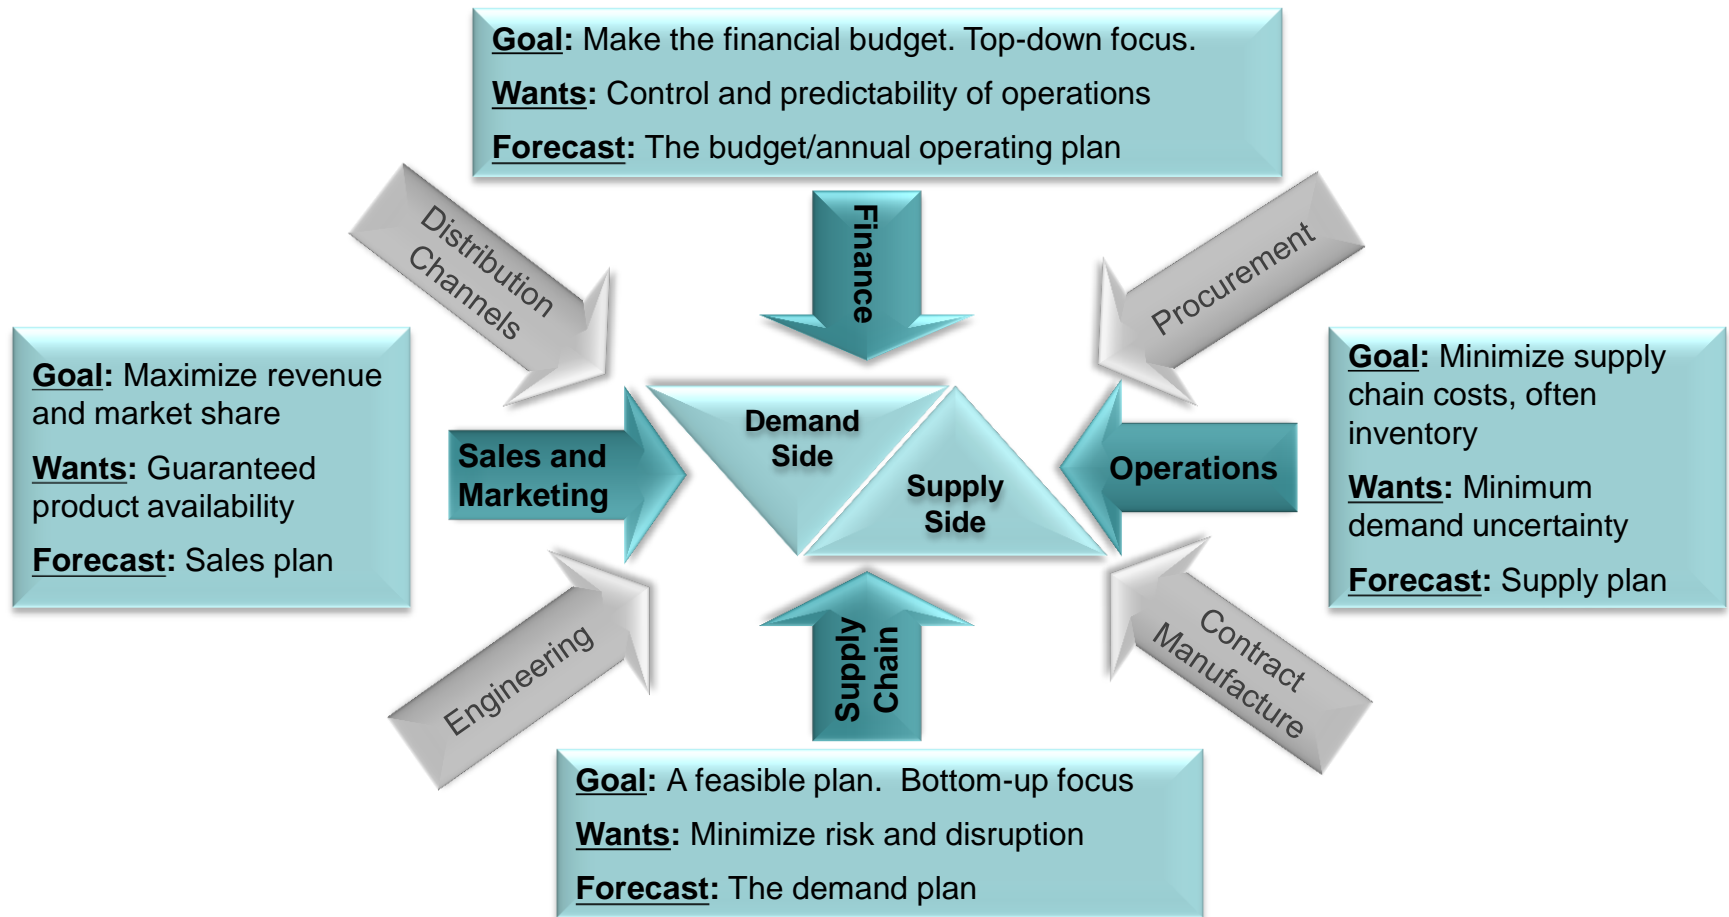 Goal: Make the financial budget. Top-down focus.
Wants: Control and predictability of operations
Forecast: The budget/annual operating plan
Distribution
Channels
Finance
Procurement
Goal: Maximize revenue
and market share
Wants: Guaranteed
product availability
Forecast: Sales plan
Sales and
Marketing
Demand
Side
Supply
Side
Operations
Goal: Minimize supply
chain costs, often
inventory
Wants: Minimum
demand uncertainty
Forecast: Supply plan
Engineering
Supply
Chain
Contract
Manufacture
Goal: A feasible plan.  Bottom-up focus
Wants: Minimize risk and disruption
Forecast: The demand plan